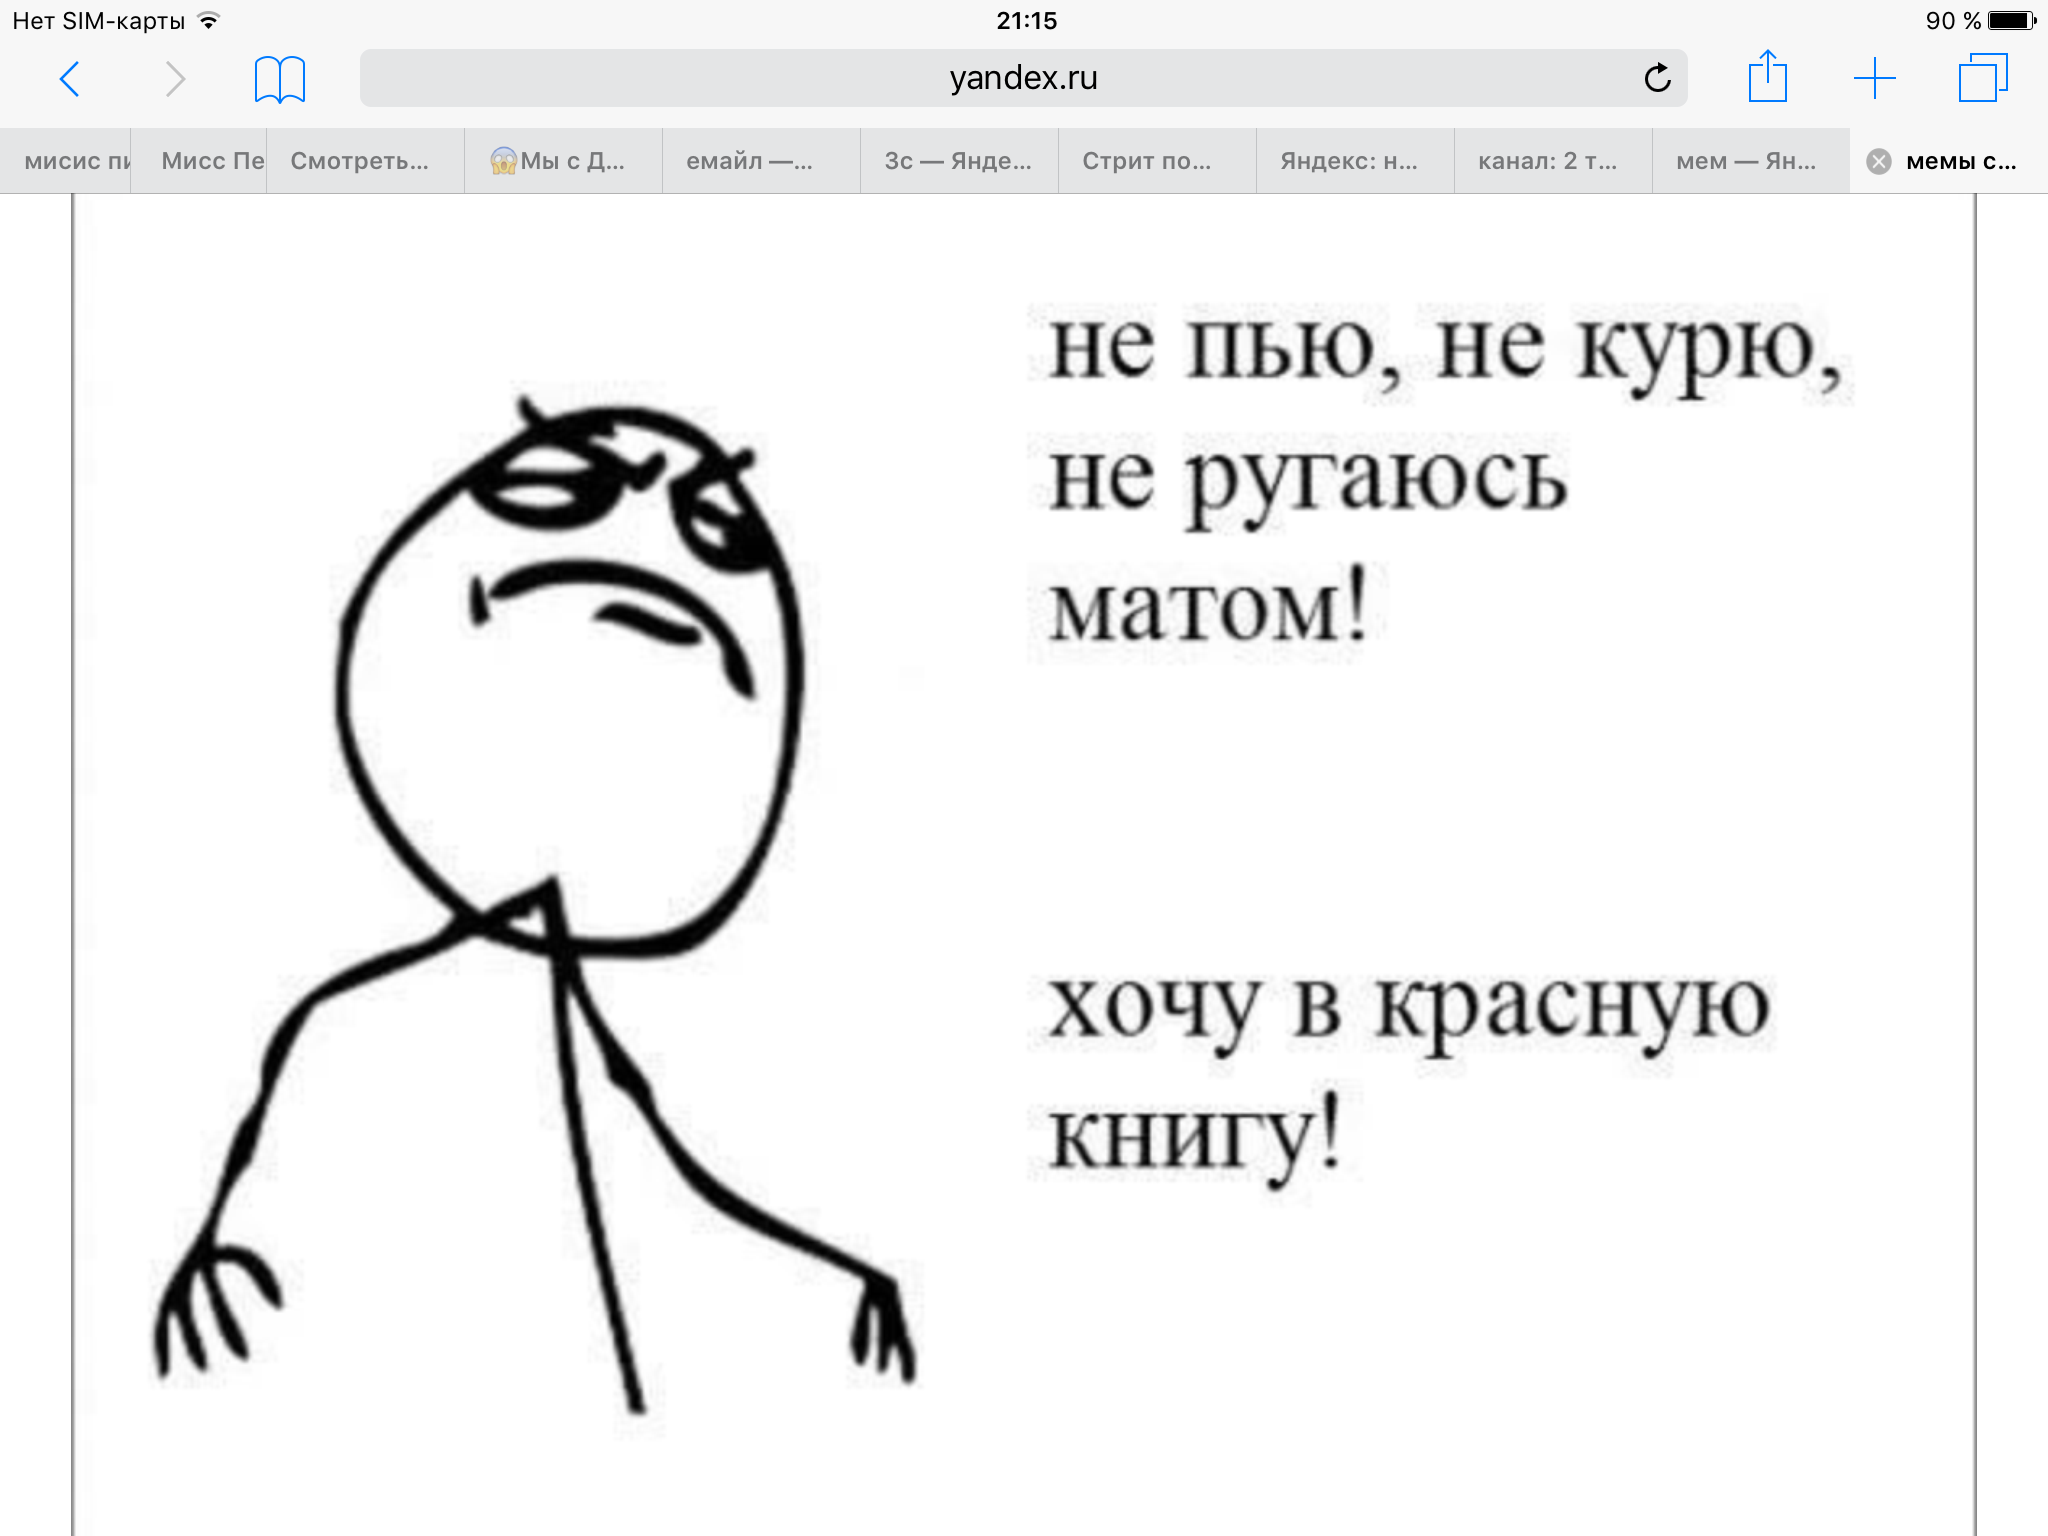 Нет SIM-карты 21:15 90 %
yandex.ru
мисис пи Мисс Пе Смотреть... 😱Мы с Д... емайл —... 3с — Янде... Стрит по... Яндекс: н... канал: 2 т... мем — Ян... мемы с...
не пью, не курю,
не ругаюсь
матом!
хочу в красную
книгу!